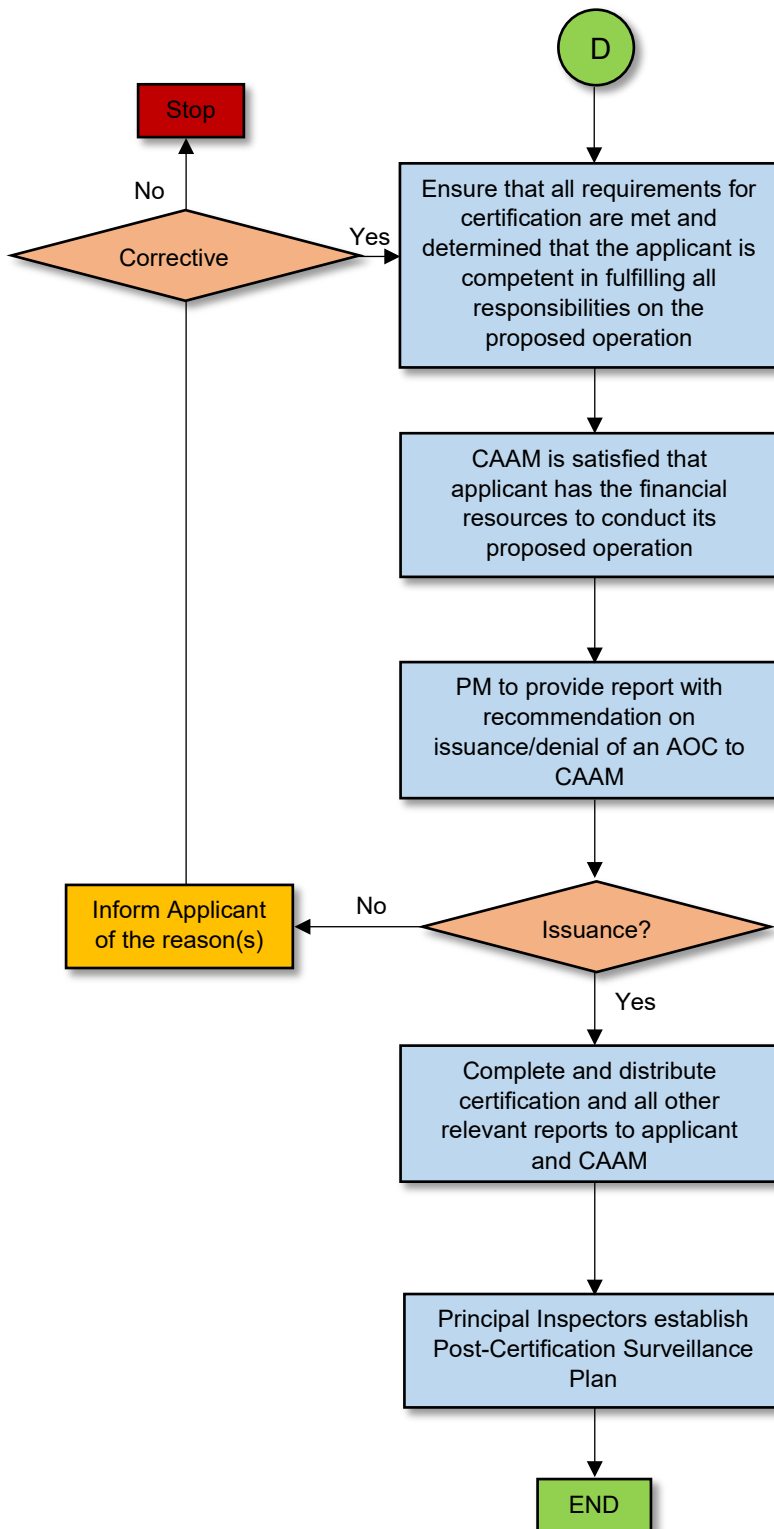 D
Stop
No
Corrective
Yes
Ensure that all requirements for
certification are met and
determined that the applicant is
competent in fulfilling all
responsibilities on the
proposed operation
CAAM is satisfied that
applicant has the financial
resources to conduct its
proposed operation
PM to provide report with
recommendation on
issuance/denial of an AOC to
CAAM
Issuance?
No
Inform Applicant
of the reason(s)
Yes
Complete and distribute
certification and all other
relevant reports to applicant
and CAAM
Principal Inspectors establish
Post-Certification Surveillance
Plan
END